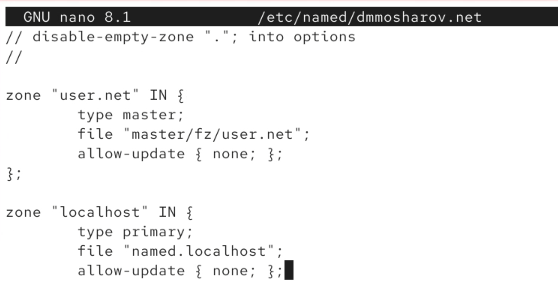 GNU nano 8.1 /etc/named/dmmosharov.net
// disable-empty-zone "."; into options
//
zone "user.net" IN {
type master;
file "master/fz/user.net";
allow-update { none; };
};
zone "localhost" IN {
type primary;
file "named.localhost";
allow-update { none; };